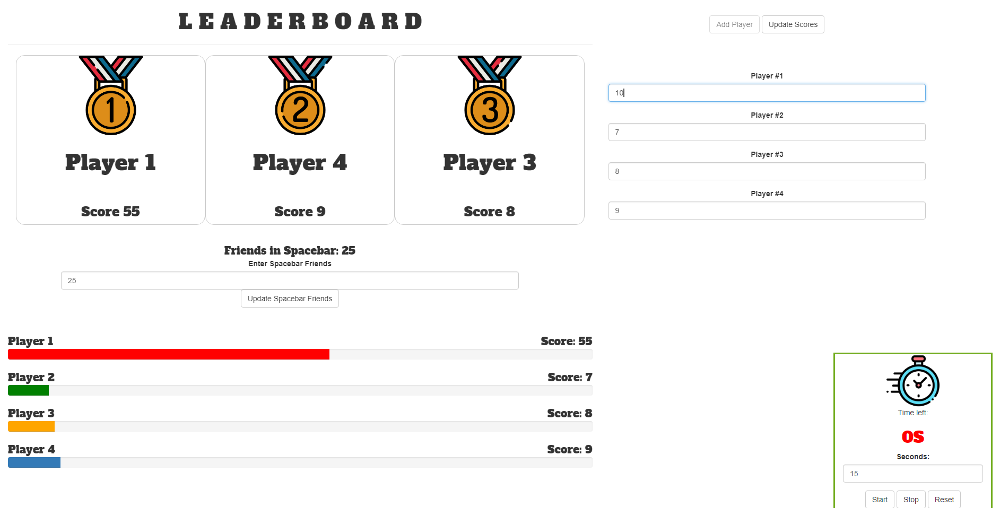 LEADERBOARD
Add Player Update Scores
1 2 3
Player 1 Player 4 Player 3
Score 55 Score 9 Score 8
Player #1
10
Player #2
7
Player #3
8
Player #4
9
Friends in Spacebar: 25
Enter Spacebar Friends
25
Update Spacebar Friends
Player 1 Score: 55
Player 2 Score: 7
Player 3 Score: 8
Player 4 Score: 9
Time left:
0S
Seconds:
15
Start Stop Reset